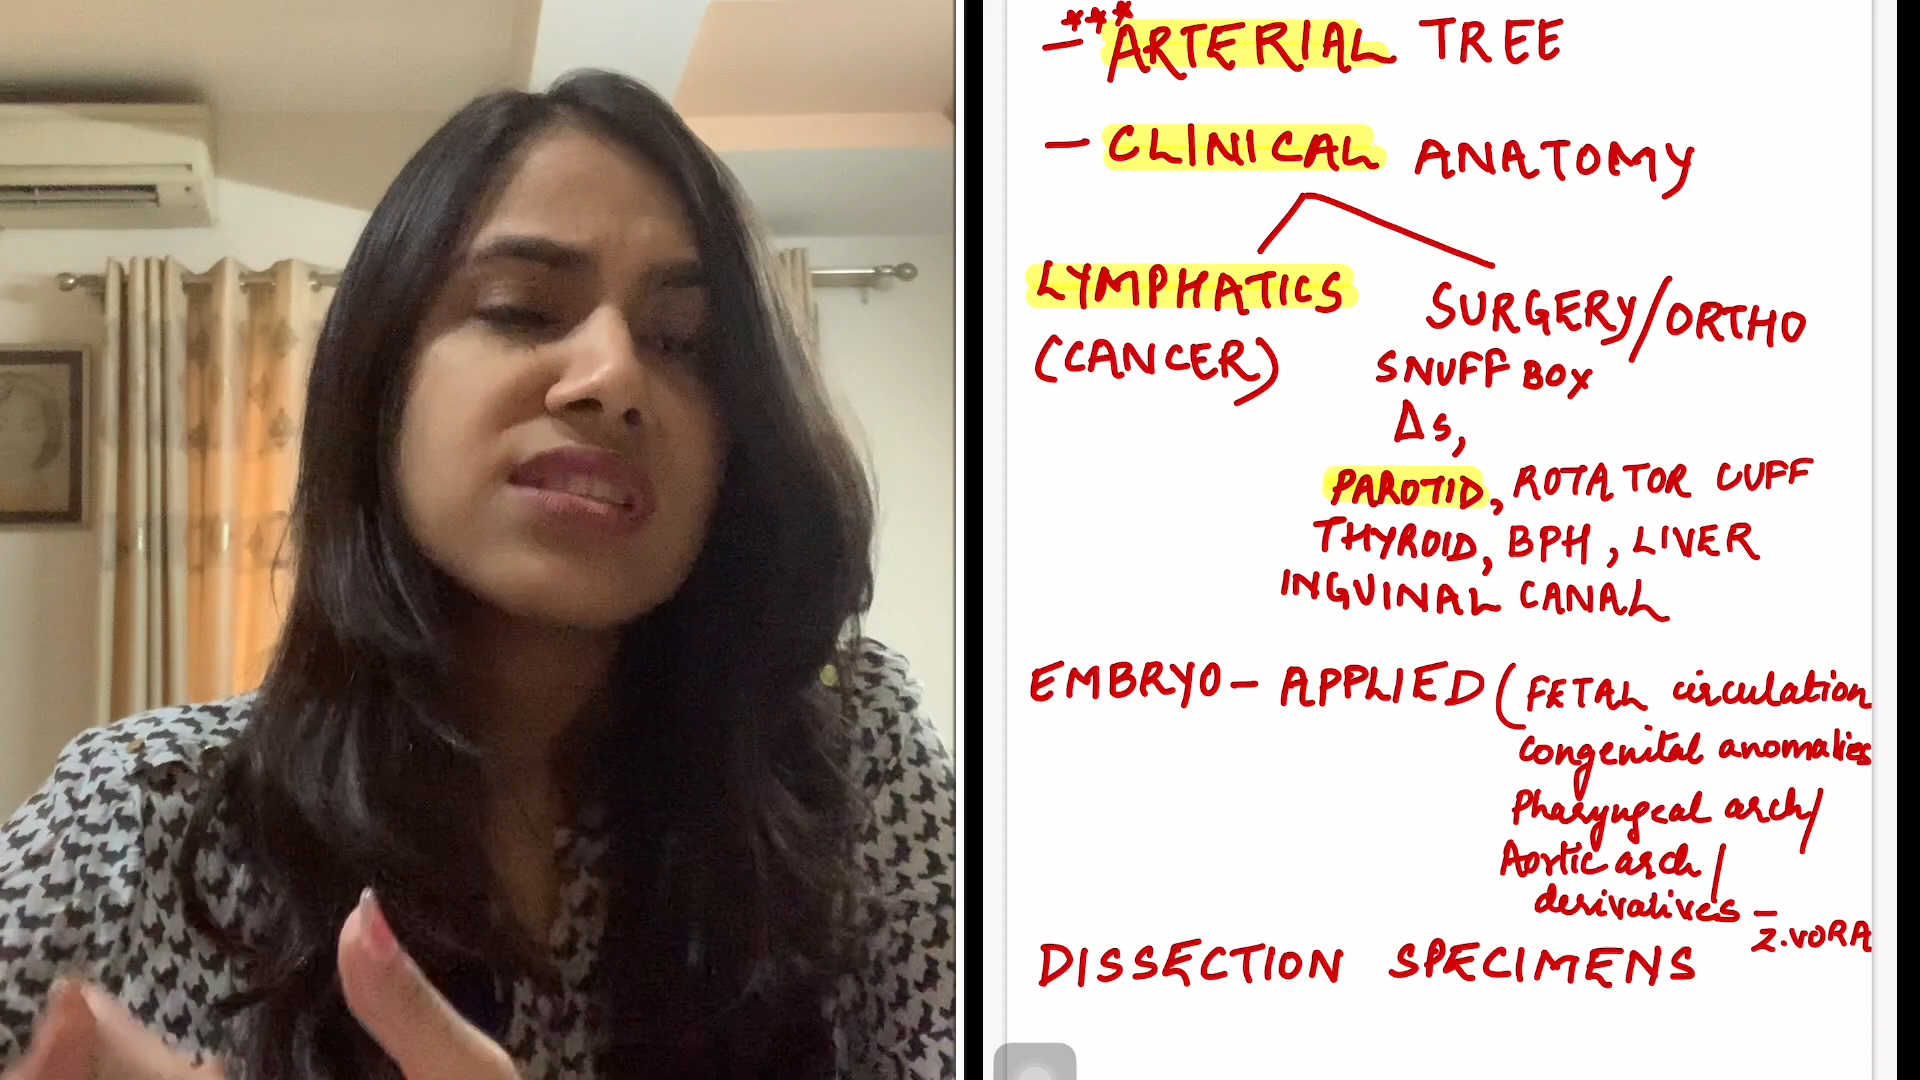 *** 
- ARTERIAL TREE
- CLINICAL ANATOMY
LYMPHATICS
(CANCER)
SURGERY/ORTHO
SNUFF BOX
Δs,
PAROTID, ROTATOR CUFF
THYROID, BPH, LIVER
INGUINAL CANAL
EMBRYO - APPLIED (FETAL circulation
congenital anomalies
Pharyngeal arch/
Aortic arch/
derivatives -
Z.VORA
DISSECTION SPECIMENS